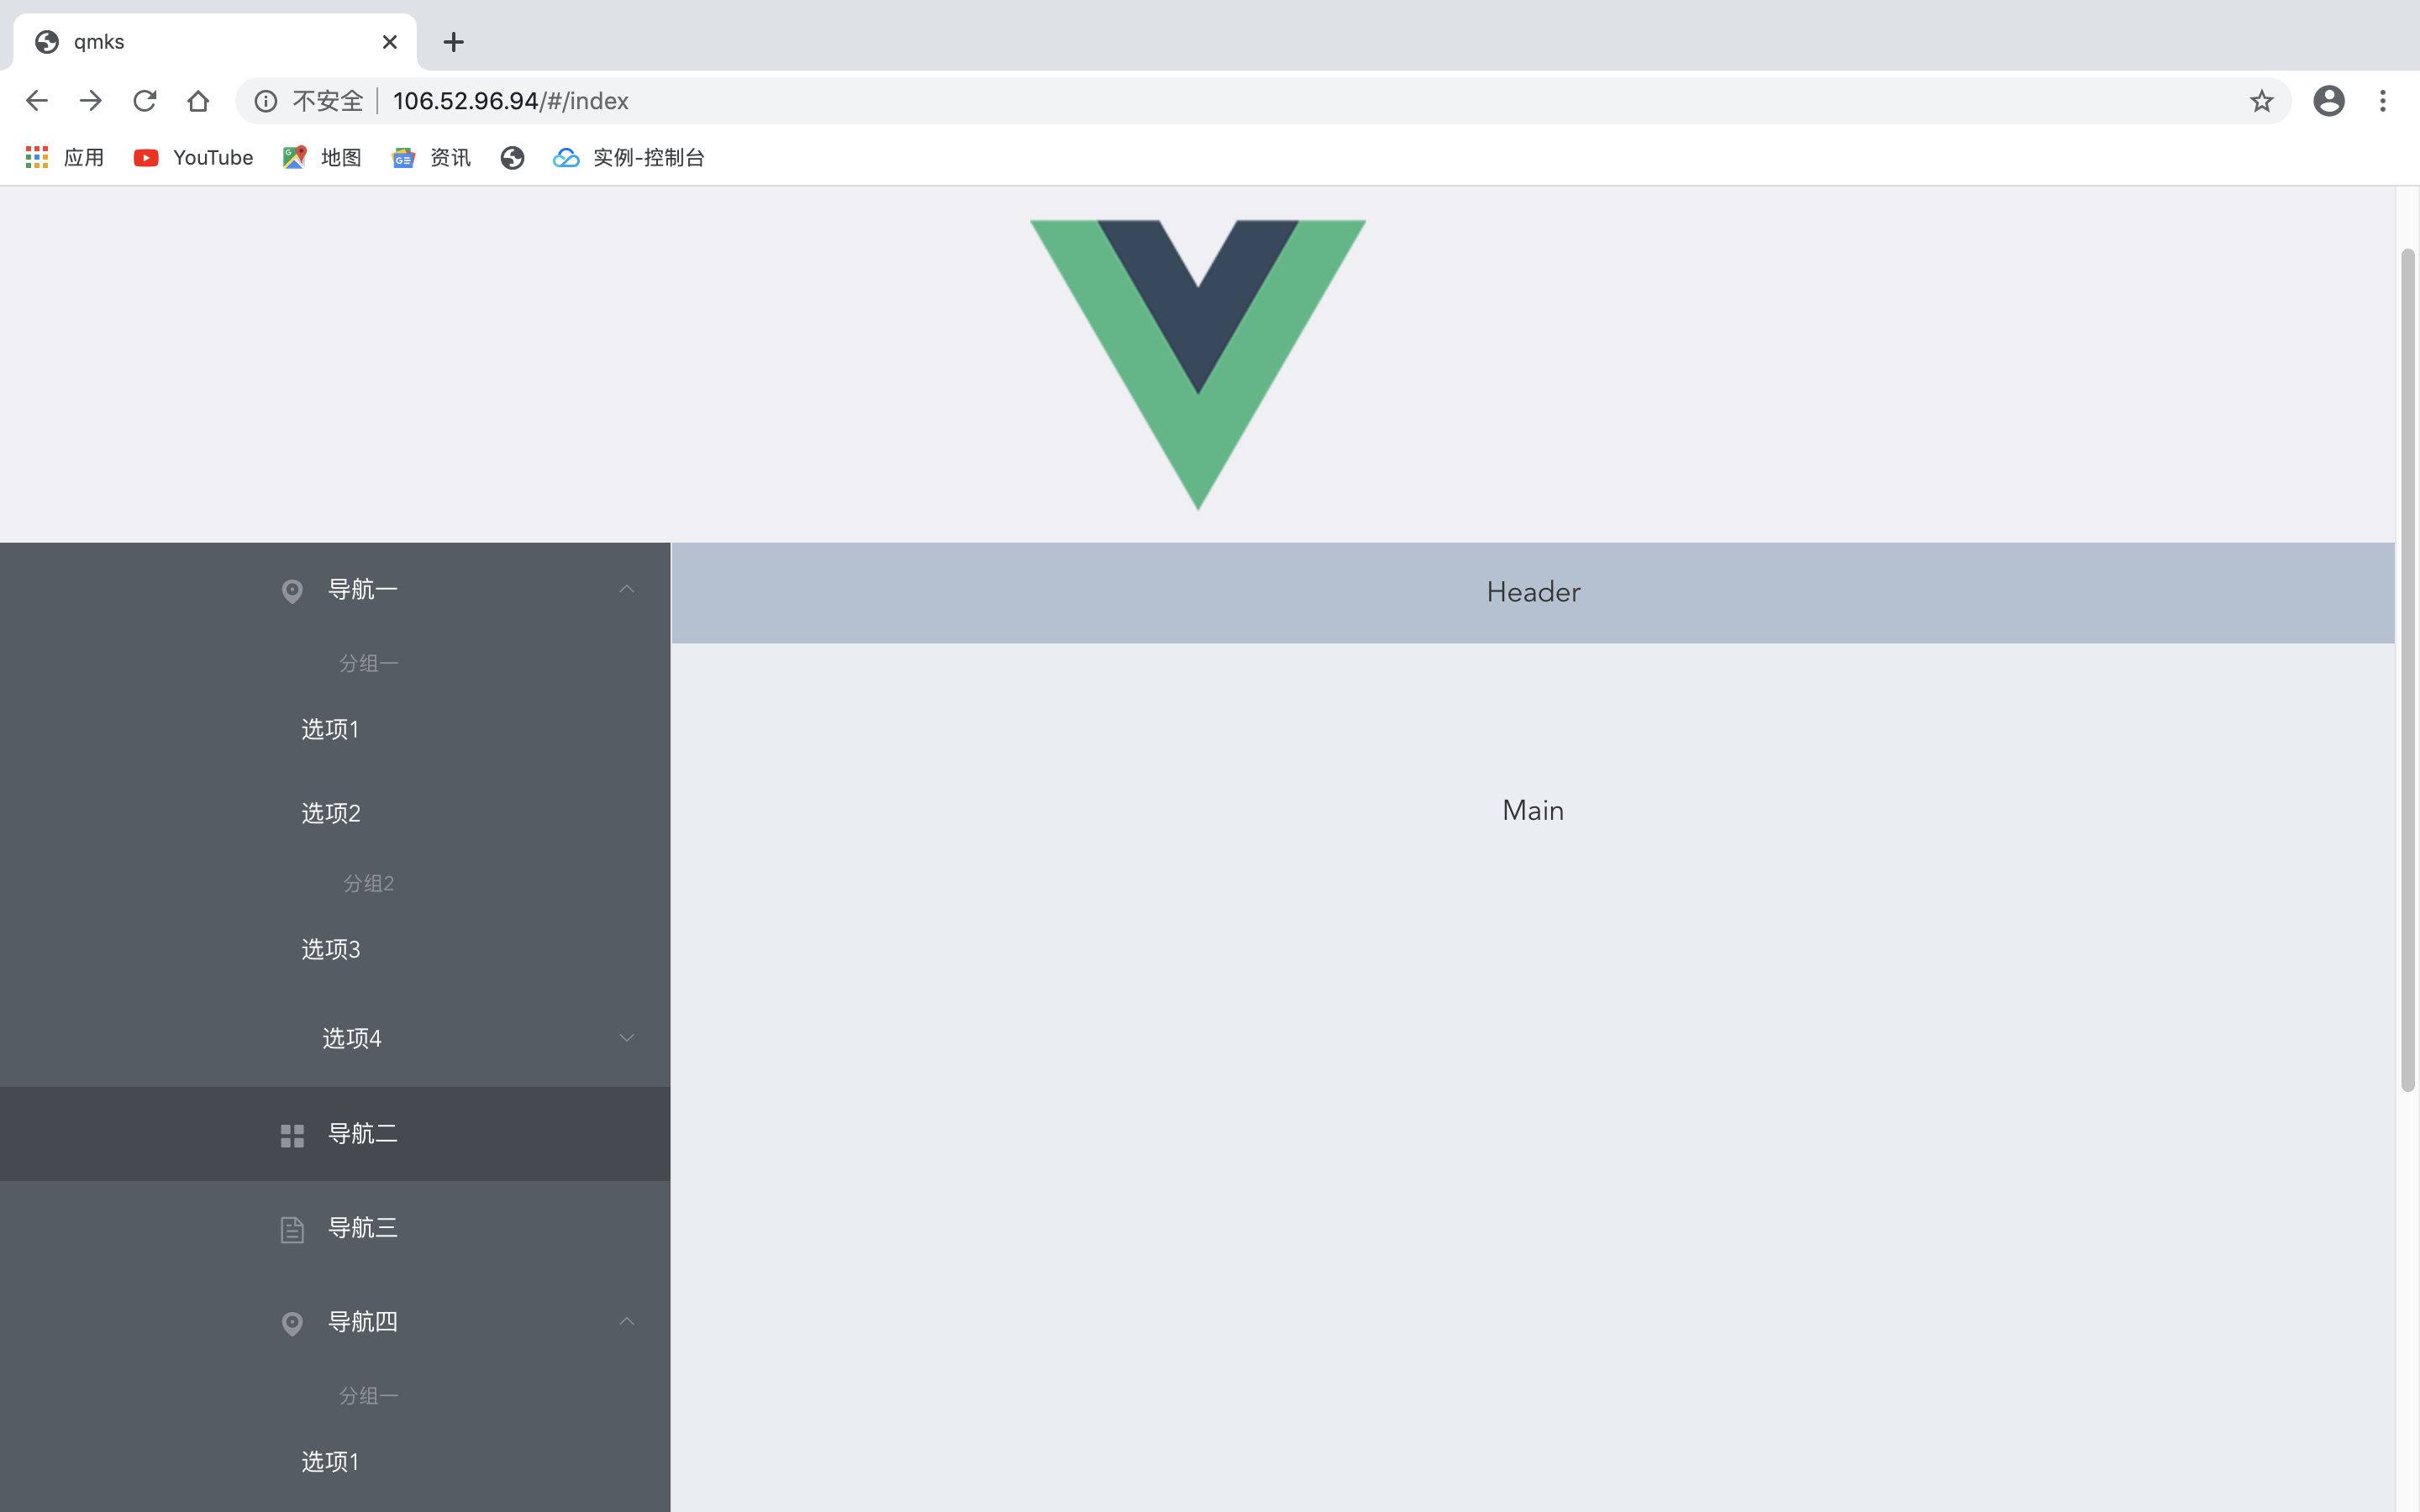 qmks
不安全 106.52.96.94/#/index
应用 YouTube 地图 资讯 实例-控制台
导航一
Header
分组一
选项1
选项2
Main
分组2
选项3
选项4
导航二
导航三
导航四
分组一
选项1